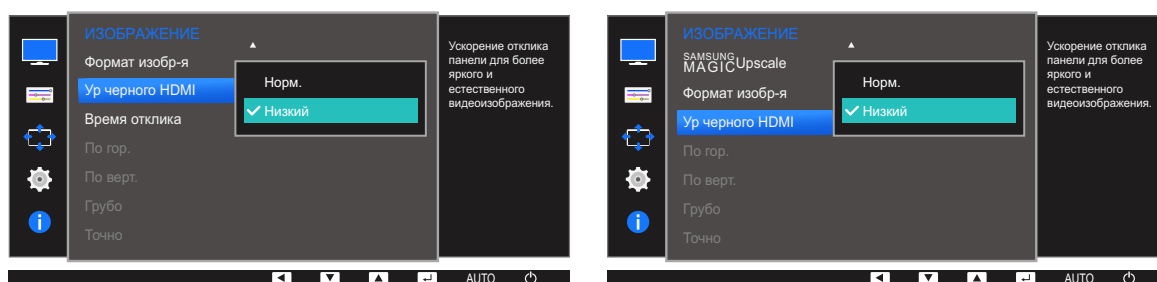 ИЗОБРАЖЕНИЕ
Формат изобр-я
Ур черного HDMI
Время отклика
По гор.
По верт.
Грубо
Точно
Норм.
Низкий
Ускорение отклика
панели для более
яркого и
естественного
видеоизображения.
AUTO
ИЗОБРАЖЕНИЕ
SAMSUNG
MAGICUpscale
Формат изобр-я
Ур черного HDMI
По гор.
По верт.
Грубо
Точно
Норм.
Низкий
Ускорение отклика
панели для более
яркого и
естественного
видеоизображения.
AUTO